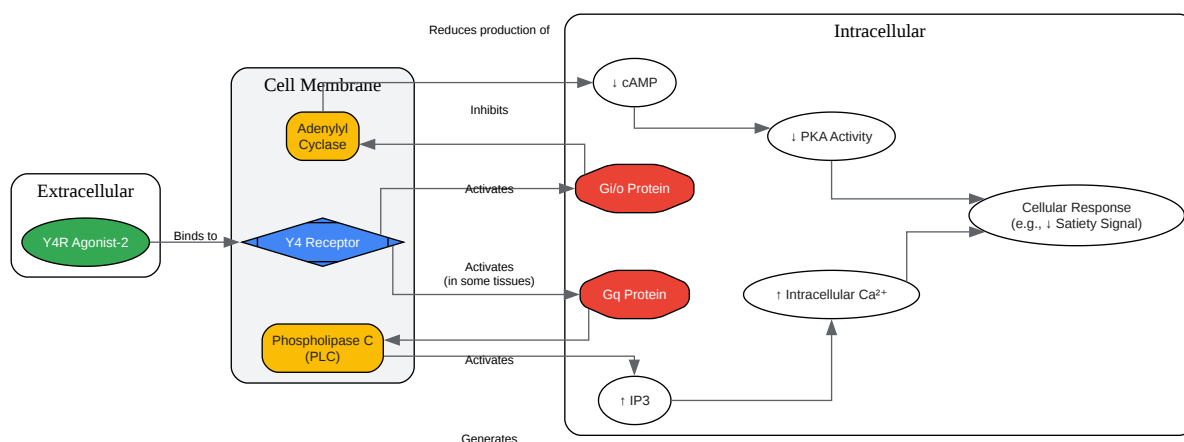 Reduces production of
Intracellular
Cell Membrane
↓ cAMP
Inhibits
Adenylyl
Cyclase
↓ PKA Activity
Extracellular
Activates
Gi/o Protein
Cellular Response
(e.g., ↓ Satiety Signal)
Y4R Agonist-2
Binds to
Y4 Receptor
Activates
(in some tissues)
Gq Protein
↑ Intracellular Ca²⁺
Phospholipase C
(PLC)
Activates
↑ IP3
Generates